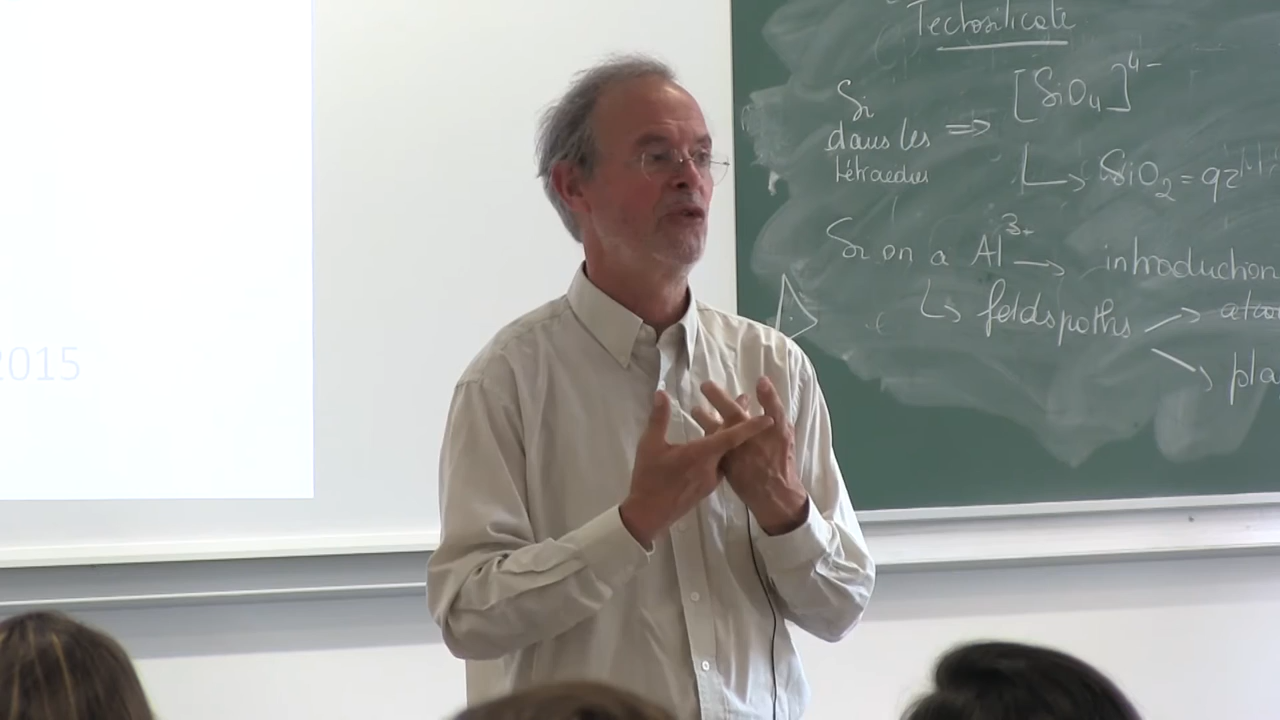 2015
Tectosilicate
Si dans les tétraèdres => [SiO4]4-
↳ SiO2 = qz
Si on a Al3+ → introduction
↳ feldspaths